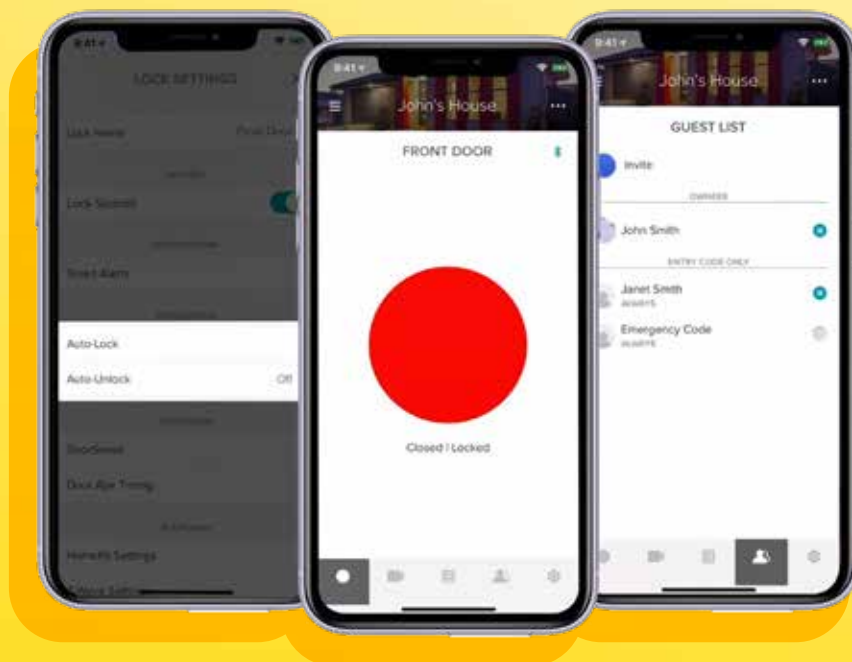 9:41
LOCK SETTINGS
Lock Name
Front Door
Lock Sounds
Smart Alerts
Auto-Lock
Auto-Unlock Off
DoorSense
Door Ajar Timing
HomeKit Settings
9:41
John's House
FRONT DOOR
Closed | Locked
9:41
John's House
GUEST LIST
Invite
OWNERS
John Smith
ENTRY CODE ONLY
Janet Smith
ALWAYS
Emergency Code
ALWAYS